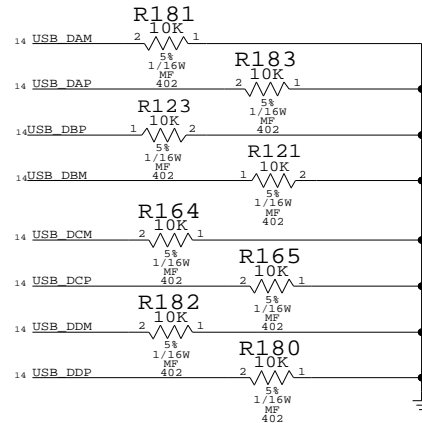 R181
10K
14 USB_DAM 2 1
5%
1/16W
MF
402
R183
10K
14 USB_DAP 2 1
5%
1/16W
MF
402
R123
10K
14 USB_DBP 1 2
5%
1/16W
MF
402
R121
10K
14 USB_DBM 1 2
5%
1/16W
MF
402
R164
10K
14 USB_DCM 2 1
5%
1/16W
MF
402
R165
10K
14 USB_DCP 2 1
5%
1/16W
MF
402
R182
10K
14 USB_DDM 2 1
5%
1/16W
MF
402
R180
10K
14 USB_DDP 2 1
5%
1/16W
MF
402